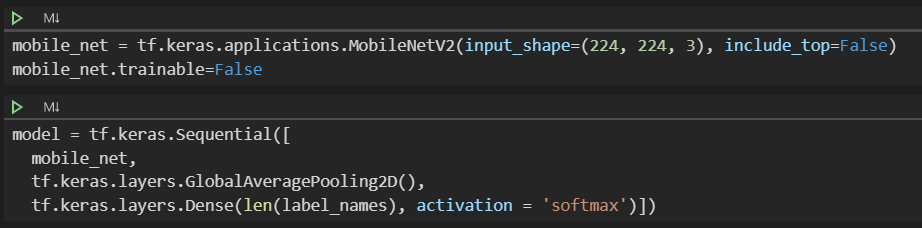 M↓
mobile_net = tf.keras.applications.MobileNetV2(input_shape=(224, 224, 3), include_top=False)
mobile_net.trainable=False
M↓
model = tf.keras.Sequential([
  mobile_net,
  tf.keras.layers.GlobalAveragePooling2D(),
  tf.keras.layers.Dense(len(label_names), activation = 'softmax')])